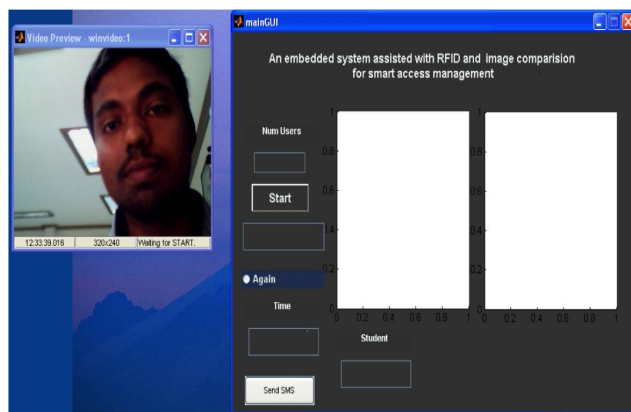 Video Preview - winvideo:1
12:33:39.016 320x240 Waiting for START.
mainGUI
An embedded system assisted with RFID and image comparision
for smart access management
Num Users
Start
Again
Time
Send SMS
Student
1
0.8
0.6
0.4
0.2
0
0 0.2 0.4 0.6 0.8 1
1
0.8
0.6
0.4
0.2
0
0 0.2 0.4 0.6 0.8 1